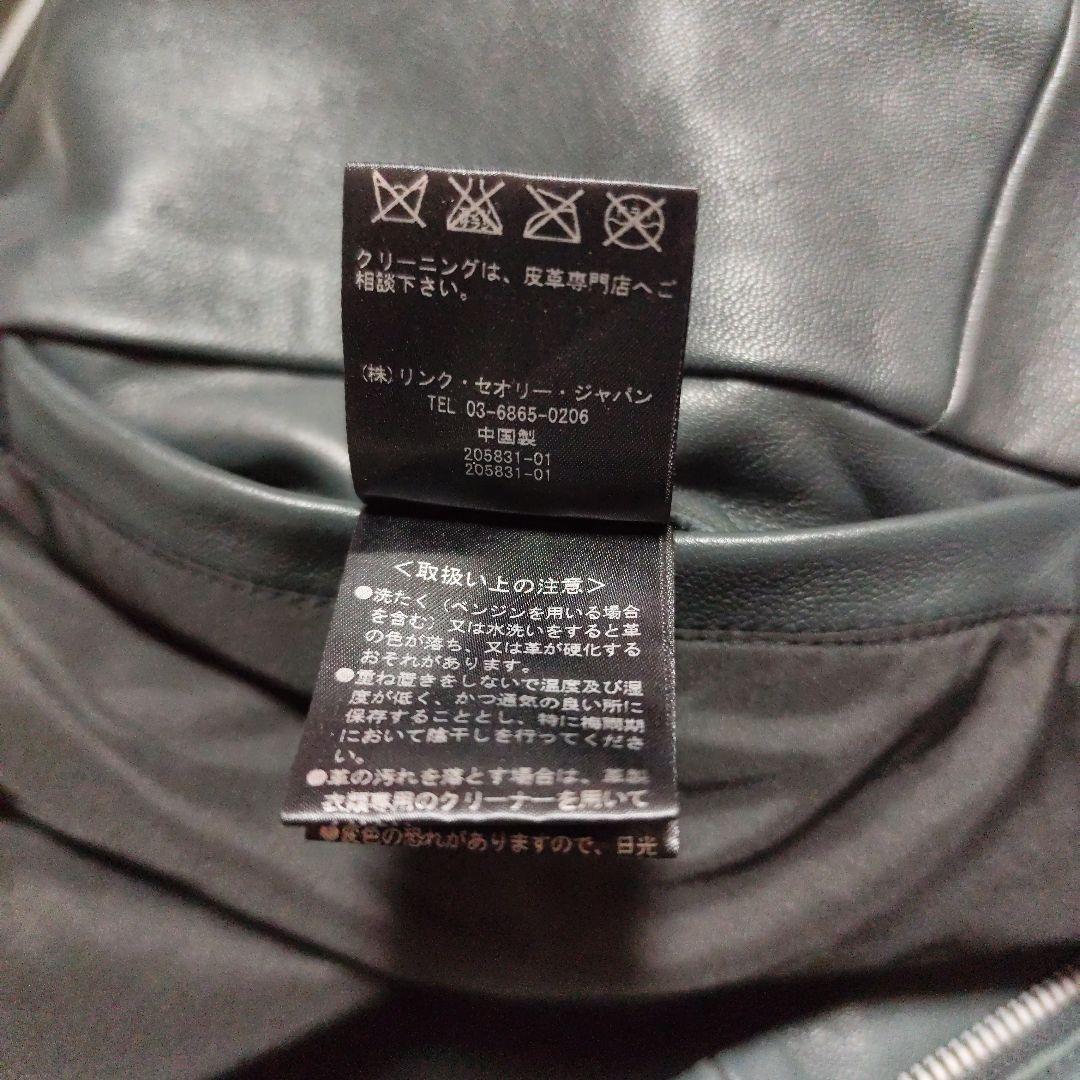 クリーニングは、皮革専門店へご
相談下さい。
(株)リンク・セオリー・ジャパン
TEL 03-6865-0206
中国製
205831-01
205831-01
<取扱い上の注意>
●洗たく（ベンジンを用いる場合
を含む）又は水洗いをすると革
の色が落ち、又は革が硬化する
おそれがあります。
●重ね置きをしないで温度及び湿
度が低く、かつ通気の良い所に
保存することとし、特に梅雨期
において陰干しを行ってくださ
い。
●革の汚れを落とす場合は、革製
衣類専用のクリーナーを用いて
●変色の恐れがありますので、日光